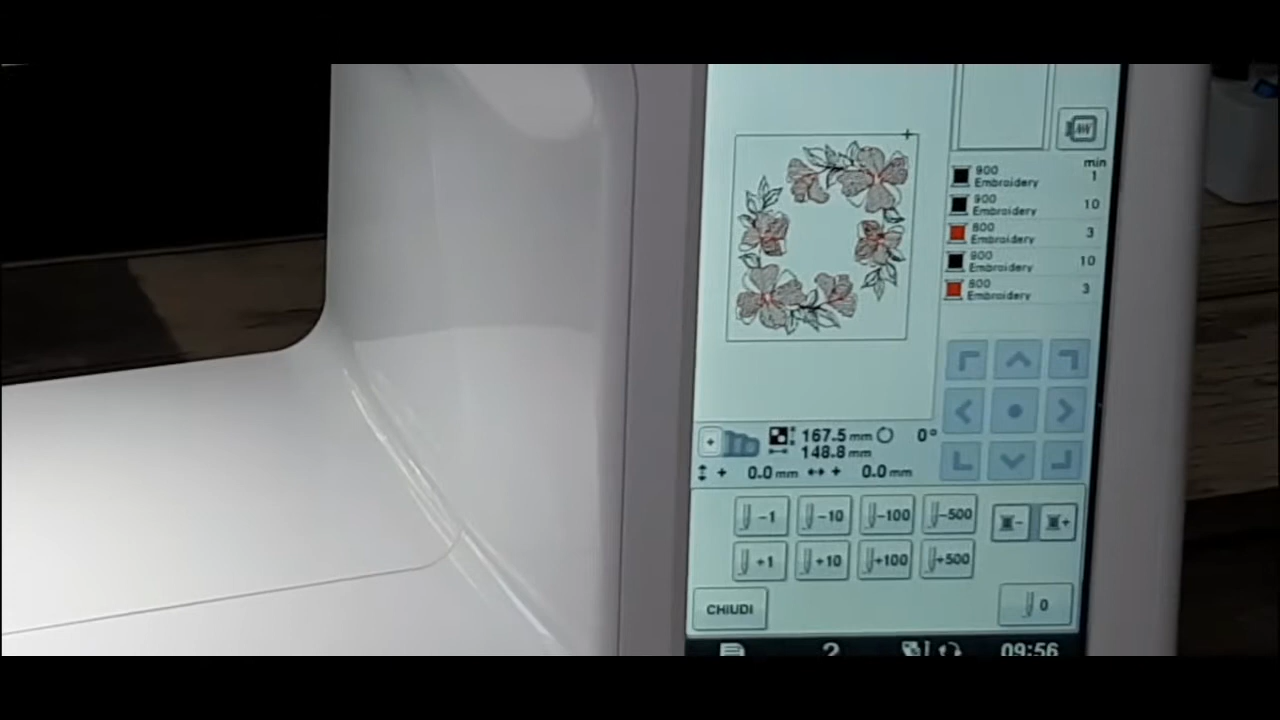 min
900
Embroidery 1
900
Embroidery 10
800
Embroidery 3
900
Embroidery 10
800
Embroidery 3
167.5 mm 0°
148.8 mm
+ 0.0 mm + 0.0 mm
-1 -10 -100 -500
+1 +10 +100 +500
CHIUDI 0
? 09:56